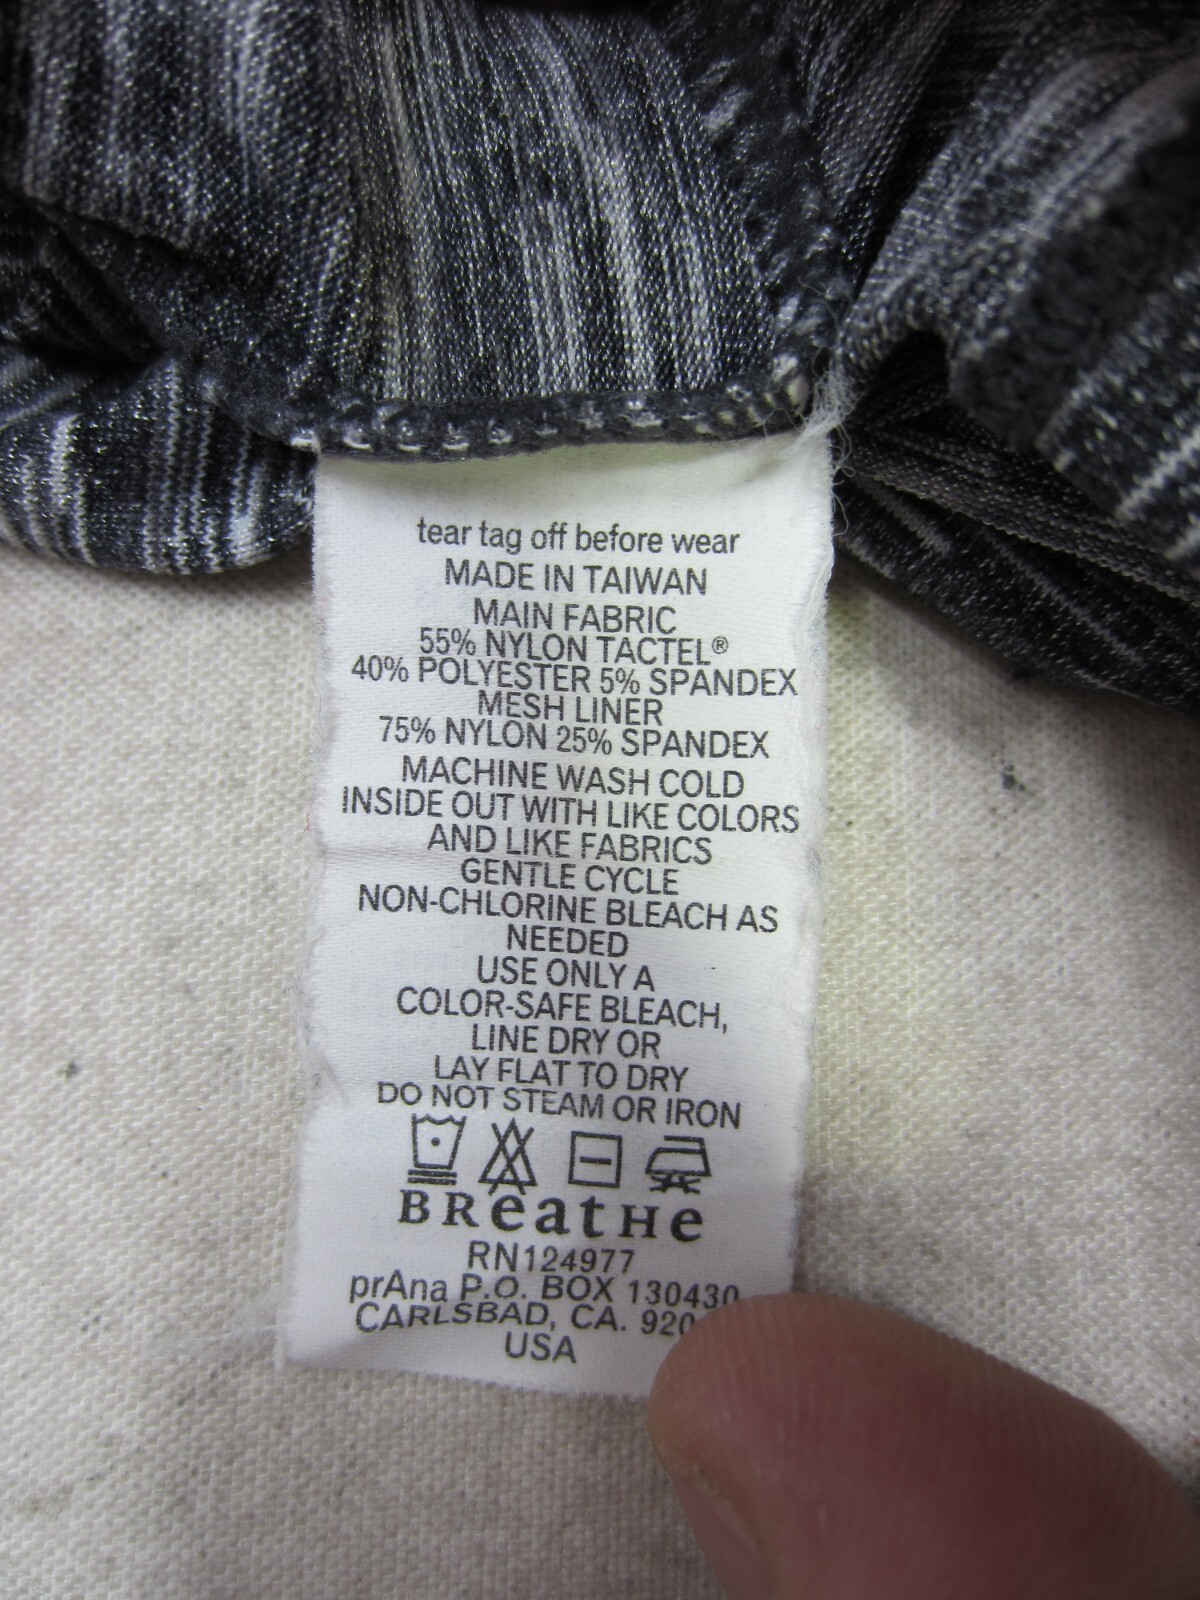 tear tag off before wear
MADE IN TAIWAN
MAIN FABRIC
55% NYLON TACTEL®
40% POLYESTER 5% SPANDEX
MESH LINER
75% NYLON 25% SPANDEX
MACHINE WASH COLD
INSIDE OUT WITH LIKE COLORS
AND LIKE FABRICS
GENTLE CYCLE
NON-CHLORINE BLEACH AS
NEEDED
USE ONLY A
COLOR-SAFE BLEACH,
LINE DRY OR
LAY FLAT TO DRY
DO NOT STEAM OR IRON
BReatHe
RN124977
prAna P.O. BOX 130430
CARLSBAD, CA.
USA